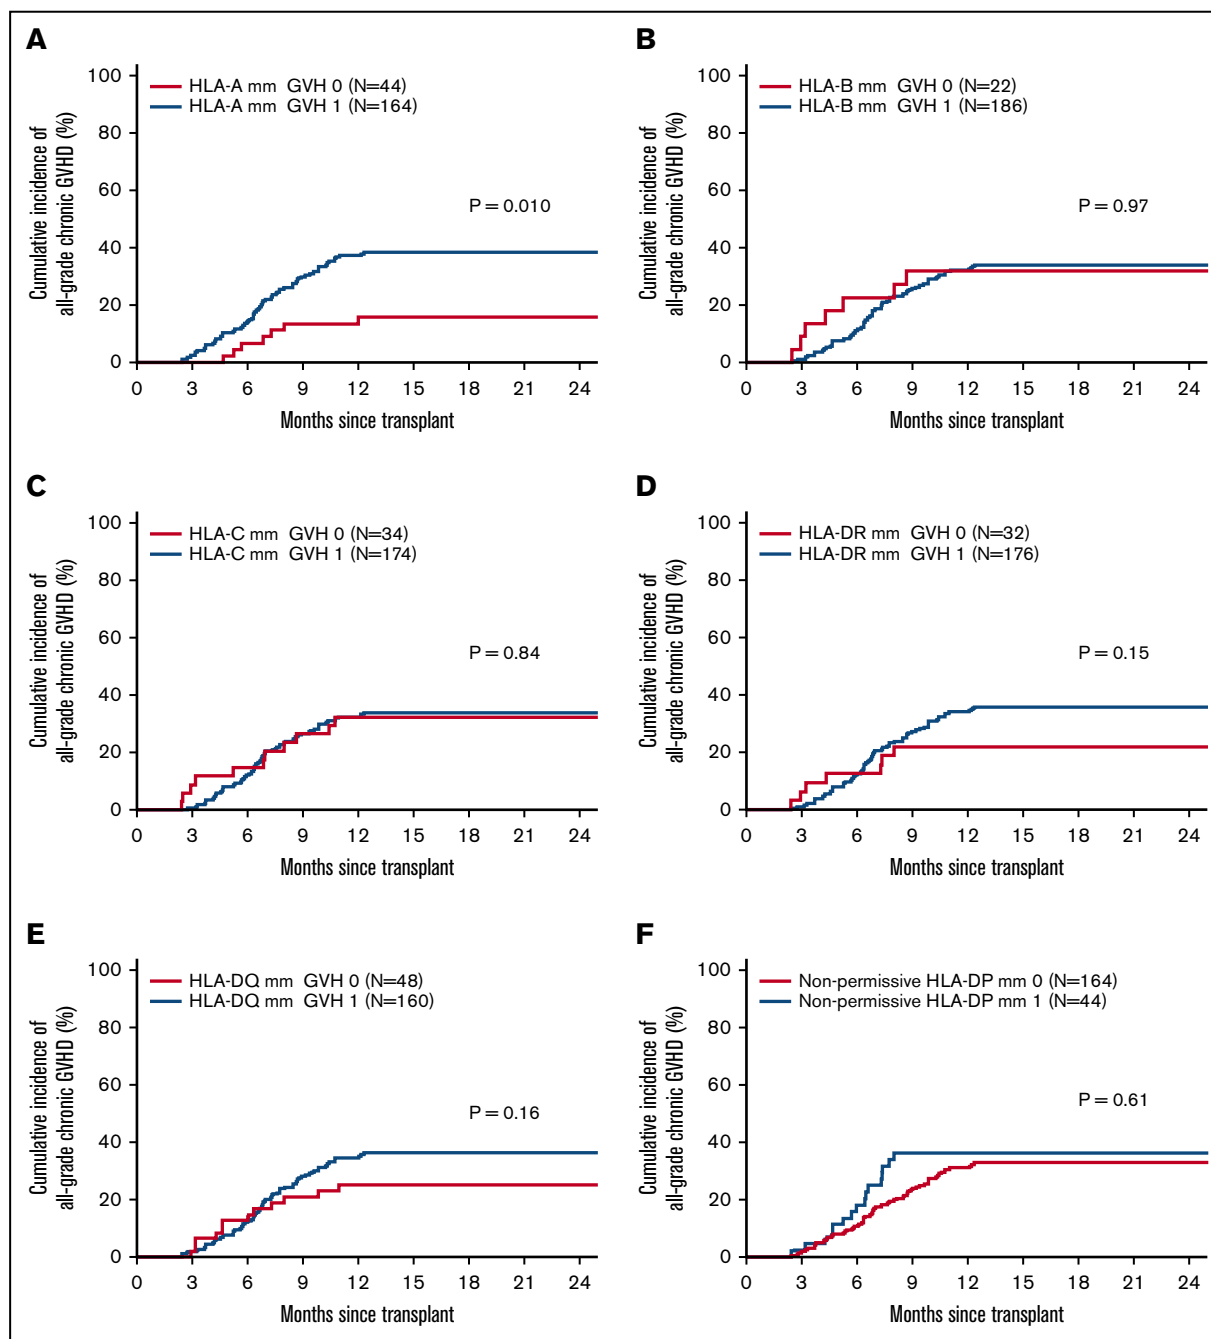 A
Cumulative incidence of
all-grade chronic GVHD (%)
100
80
60
40
20
0
HLA-A mm GVH 0 (N=44)
HLA-A mm GVH 1 (N=164)
P = 0.010
0 3 6 9 12 15 18 21 24
Months since transplant
B
Cumulative incidence of
all-grade chronic GVHD (%)
100
80
60
40
20
0
HLA-B mm GVH 0 (N=22)
HLA-B mm GVH 1 (N=186)
P = 0.97
0 3 6 9 12 15 18 21 24
Months since transplant
C
Cumulative incidence of
all-grade chronic GVHD (%)
100
80
60
40
20
0
HLA-C mm GVH 0 (N=34)
HLA-C mm GVH 1 (N=174)
P = 0.84
0 3 6 9 12 15 18 21 24
Months since transplant
D
Cumulative incidence of
all-grade chronic GVHD (%)
100
80
60
40
20
0
HLA-DR mm GVH 0 (N=32)
HLA-DR mm GVH 1 (N=176)
P = 0.15
0 3 6 9 12 15 18 21 24
Months since transplant
E
Cumulative incidence of
all-grade chronic GVHD (%)
100
80
60
40
20
0
HLA-DQ mm GVH 0 (N=48)
HLA-DQ mm GVH 1 (N=160)
P = 0.16
0 3 6 9 12 15 18 21 24
Months since transplant
F
Cumulative incidence of
all-grade chronic GVHD (%)
100
80
60
40
20
0
Non-permissive HLA-DP mm 0 (N=164)
Non-permissive HLA-DP mm 1 (N=44)
P = 0.61
0 3 6 9 12 15 18 21 24
Months since transplant